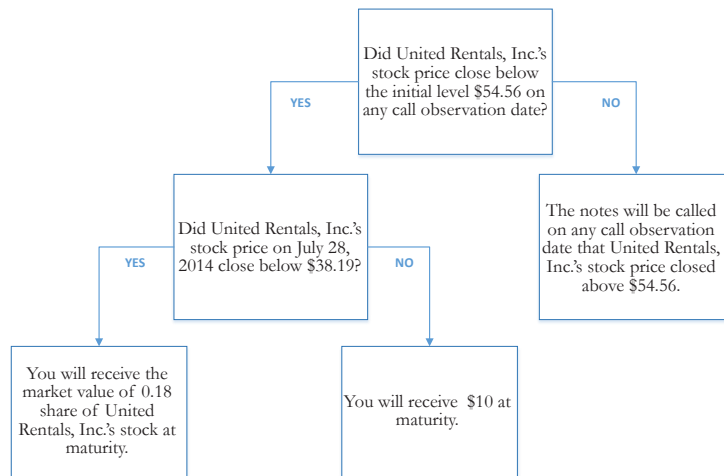 Did United Rentals, Inc.'s
stock price close below
the initial level $54.56 on
any call observation date?
YES
NO
Did United Rentals, Inc.'s
stock price on July 28,
2014 close below $38.19?
The notes will be called
on any call observation
date that United Rentals,
Inc.'s stock price closed
above $54.56.
YES
NO
You will receive the
market value of 0.18
share of United
Rentals, Inc.'s stock at
maturity.
You will receive $10 at
maturity.